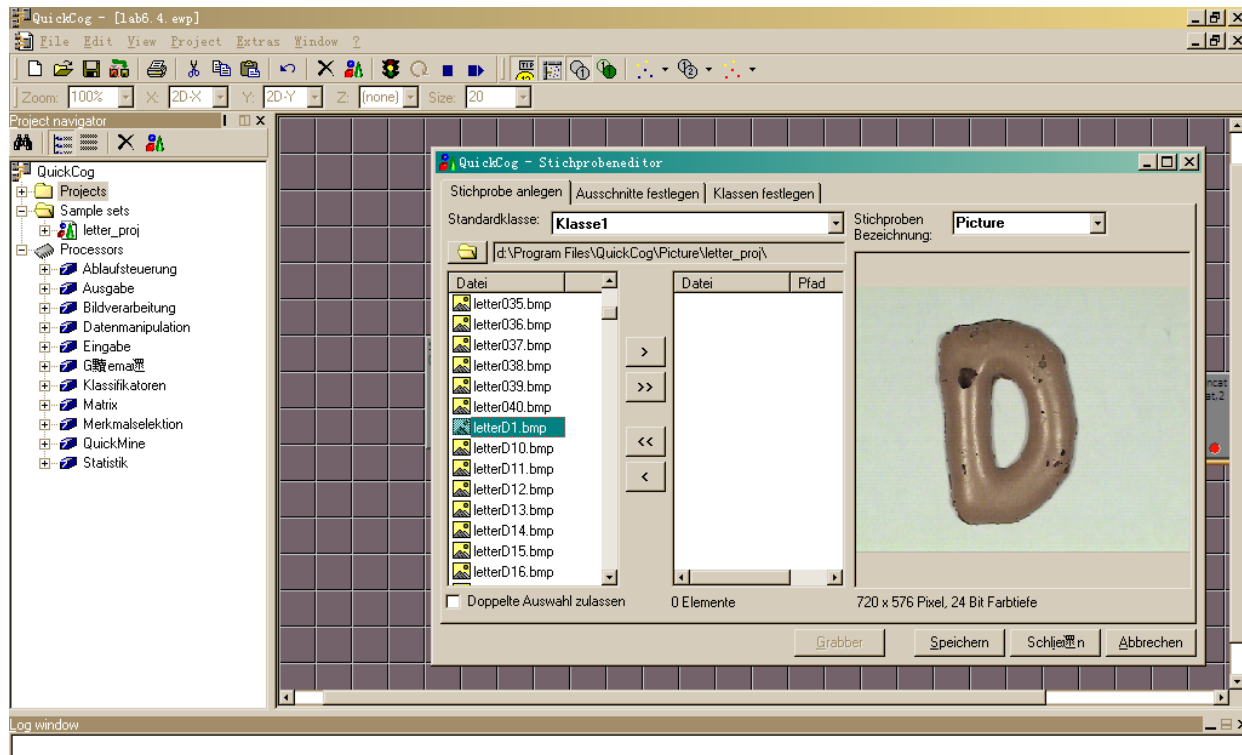 QuickCog - [lab6.4.ewp]
File Edit View Project Extras Window ?
Zoom: 100% X: 2D-X Y: 2D-Y Z: (none) Size: 20
Project navigator
QuickCog
Projects
Sample sets
letter_proj
Processors
Ablaufsteuerung
Ausgabe
Bildverarbeitung
Datenmanipulation
Eingabe
Klassifikatoren
Matrix
Merkmalselektion
QuickMine
Statistik
QuickCog - Stichprobeneditor
Stichprobe anlegen Ausschnitte festlegen Klassen festlegen
Standardklasse: Klasse1
Stichproben Bezeichnung: Picture
d:\Program Files\QuickCog\Picture\letter_proj\
Datei
letter035.bmp
letter036.bmp
letter037.bmp
letter038.bmp
letter039.bmp
letter040.bmp
letterD1.bmp
letterD10.bmp
letterD11.bmp
letterD12.bmp
letterD13.bmp
letterD14.bmp
letterD15.bmp
letterD16.bmp
>
>>
<<
<
Datei Pfad
D
Doppelte Auswahl zulassen
0 Elemente
720 x 576 Pixel, 24 Bit Farbtiefe
Grabber Speichern Abbrechen
Log window